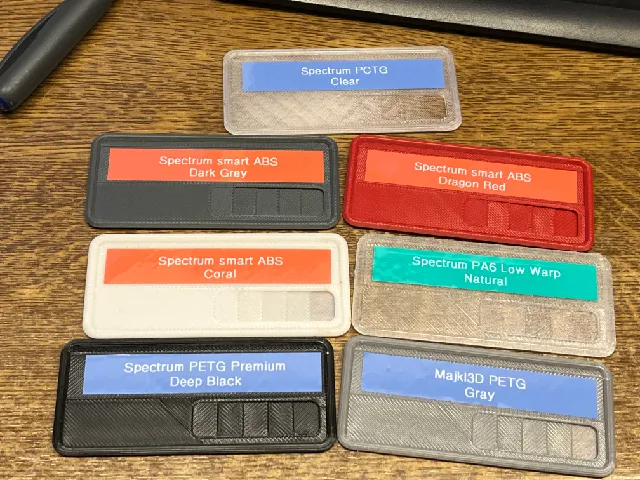 Spectrum PCTG
Clear
Spectrum smart ABS
Dark Grey
Spectrum smart ABS
Dragon Red
Spectrum smart ABS
Coral
Spectrum PA6 Low Warp
Natural
Spectrum PETG Premium
Deep Black
Majkl3D PETG
Gray